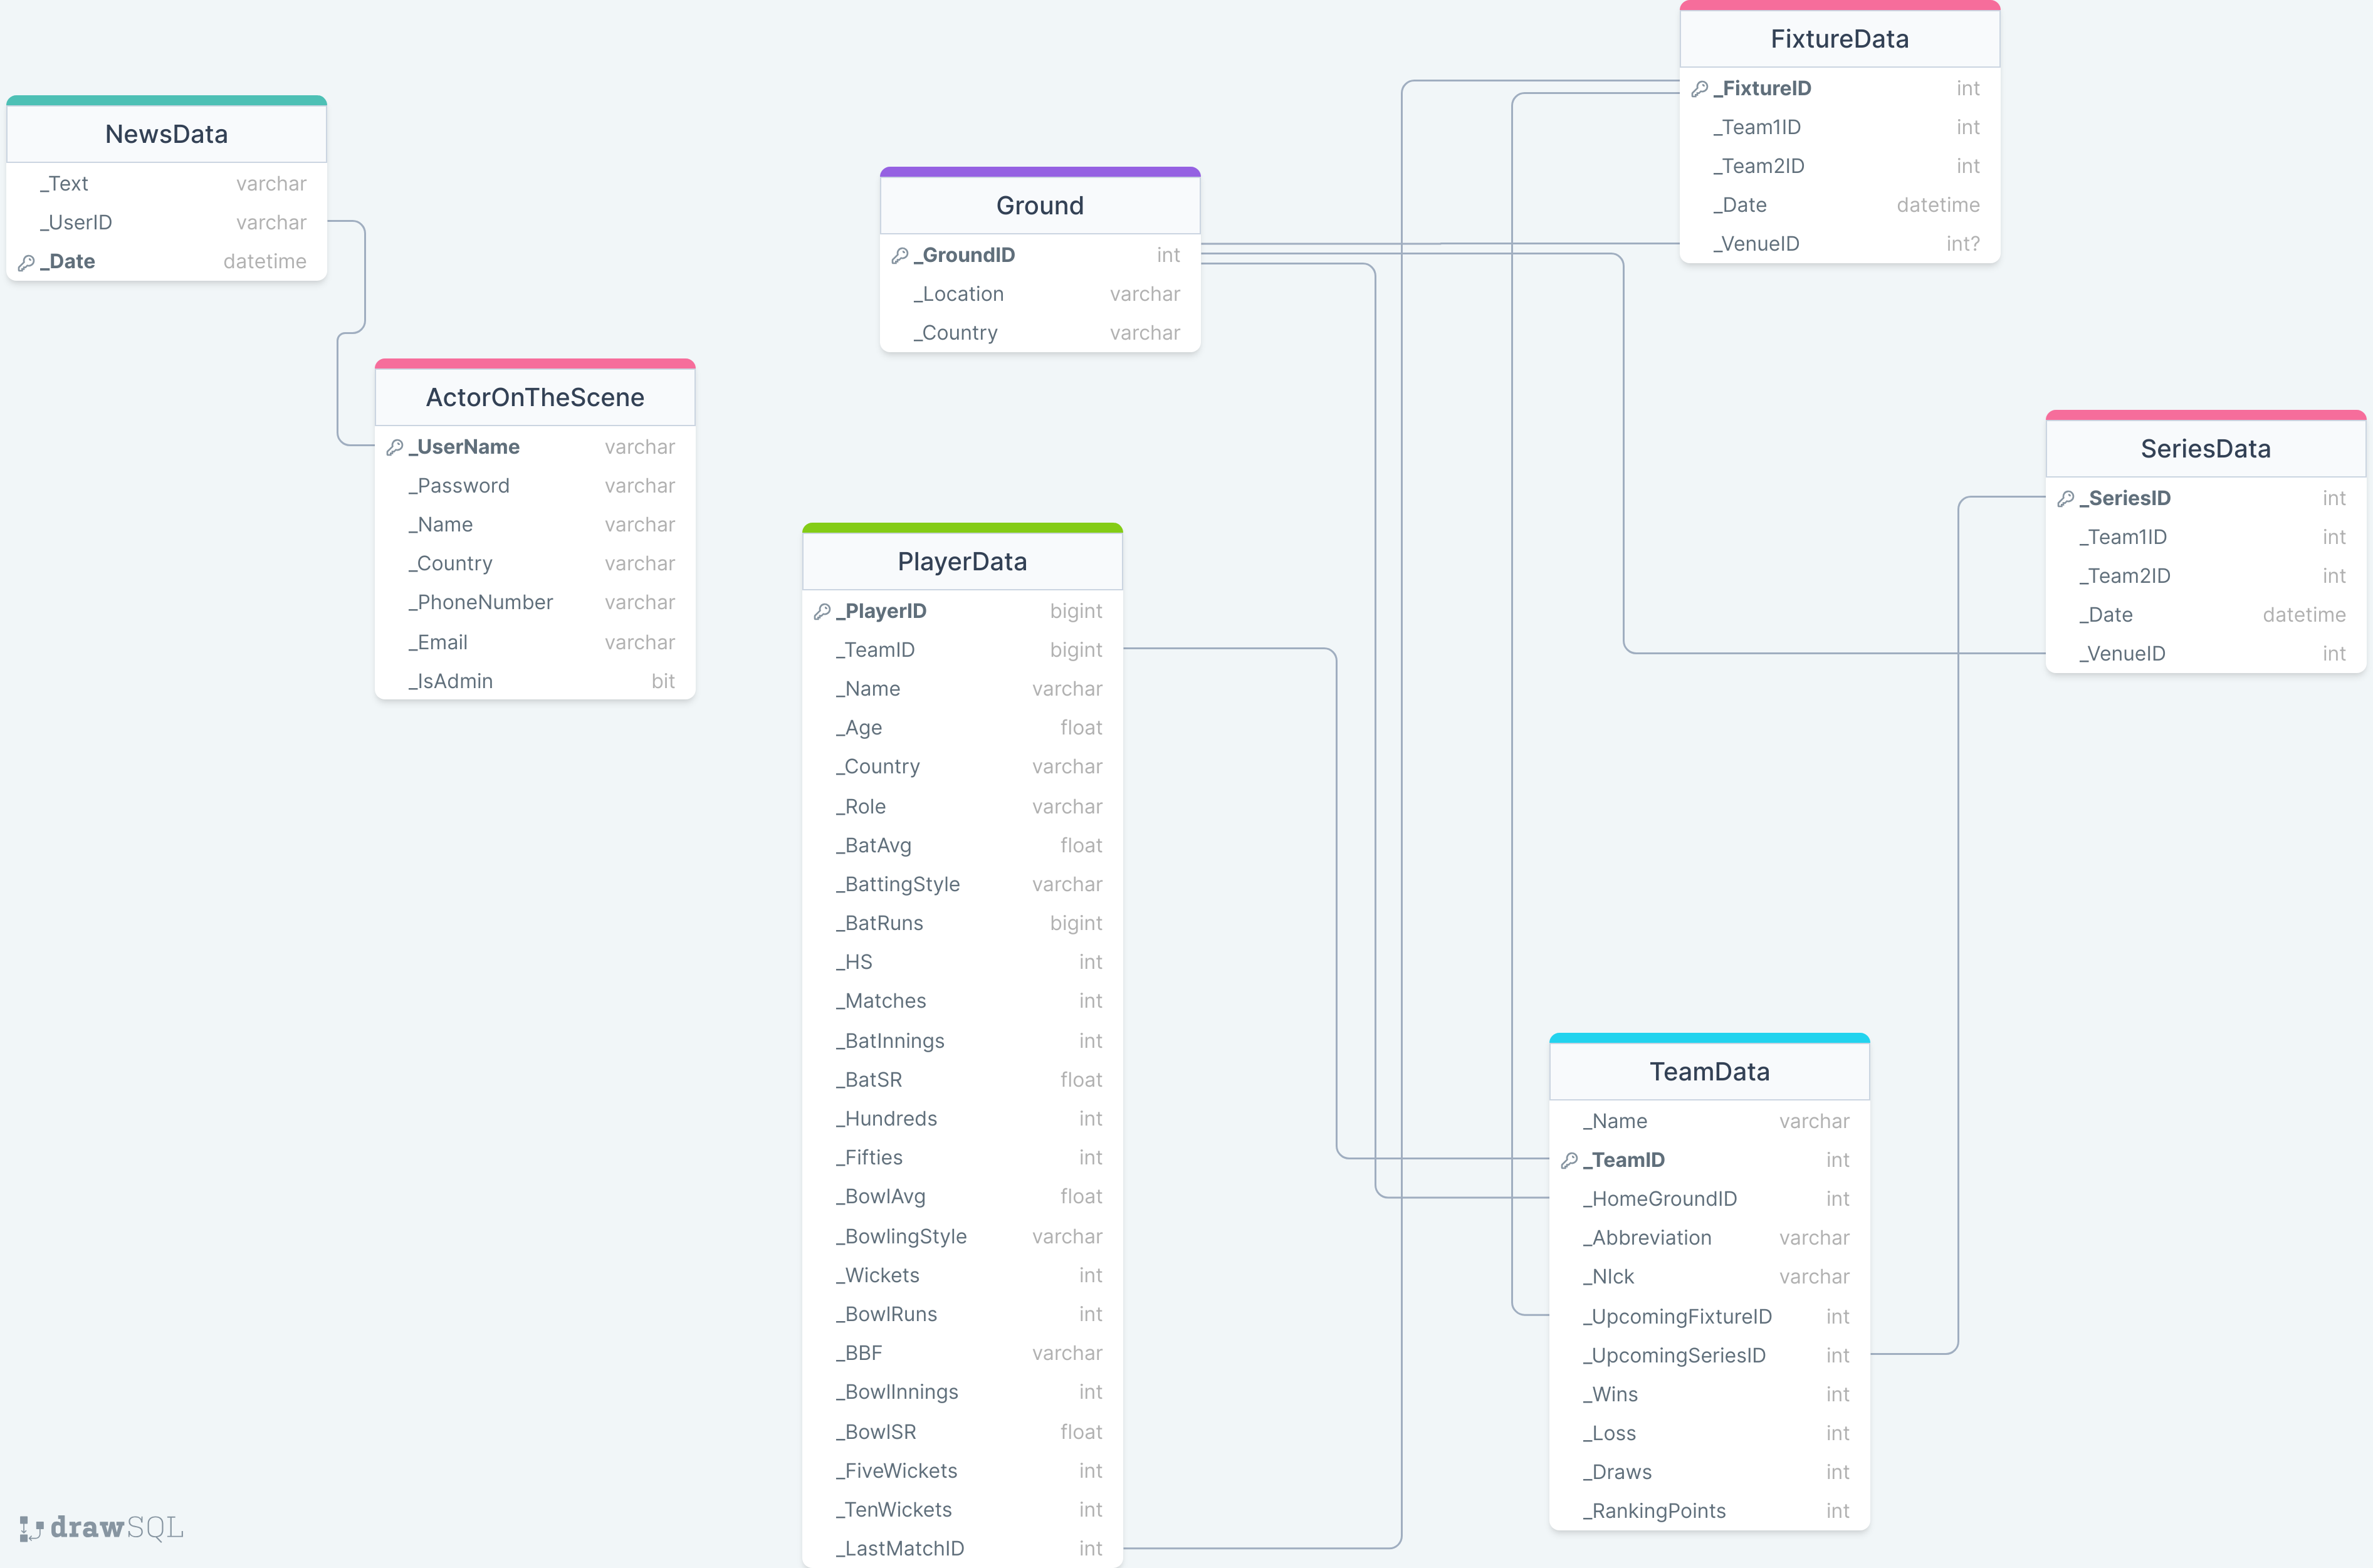 NewsData
_Text varchar
_UserID varchar
_Date datetime
ActorOnTheScene
_UserName varchar
_Password varchar
_Name varchar
_Country varchar
_PhoneNumber varchar
_Email varchar
_IsAdmin bit
Ground
_GroundID int
_Location varchar
_Country varchar
PlayerData
_PlayerID bigint
_TeamID bigint
_Name varchar
_Age float
_Country varchar
_Role varchar
_BatAvg float
_BattingStyle varchar
_BatRuns bigint
_HS int
_Matches int
_BatInnings int
_BatSR float
_Hundreds int
_Fifties int
_BowlAvg float
_BowlingStyle varchar
_Wickets int
_BowlRuns int
_BBF varchar
_BowlInnings int
_BowlSR float
_FiveWickets int
_TenWickets int
_LastMatchID int
FixtureData
_FixtureID int
_Team1ID int
_Team2ID int
_Date datetime
_VenueID int?
SeriesData
_SeriesID int
_Team1ID int
_Team2ID int
_Date datetime
_VenueID int
TeamData
_Name varchar
_TeamID int
_HomeGroundID int
_Abbreviation varchar
_NIck varchar
_UpcomingFixtureID int
_UpcomingSeriesID int
_Wins int
_Loss int
_Draws int
_RankingPoints int
drawSQL